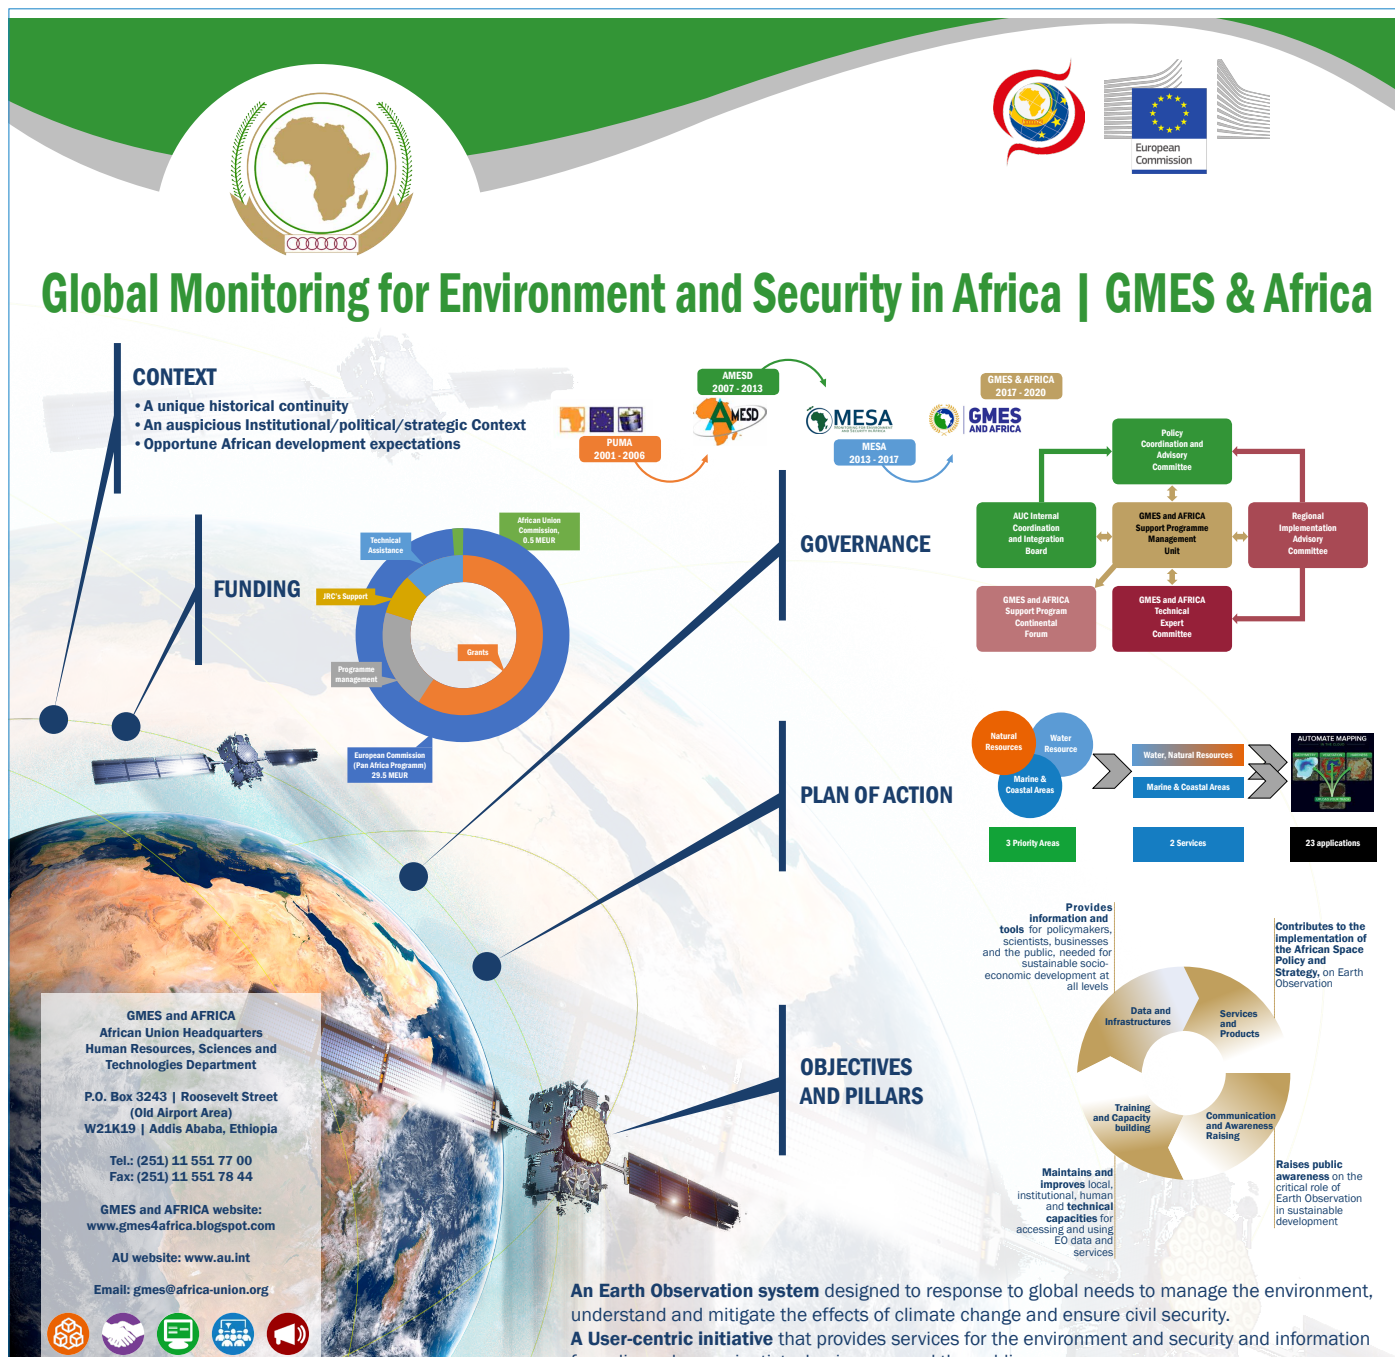 European
Commission
Global Monitoring for Environment and Security in Africa | GMES & Africa
CONTEXT
• A unique historical continuity
• An auspicious Institutional/political/strategic Context
• Opportune African development expectations
PUMA
2001 - 2006
AMESD
2007 - 2013
AMESD
MESA
MESA
2013 - 2017
GMES & AFRICA
2017 - 2020
GMES
AND AFRICA
FUNDING
African Union
Commission,
0.5 MEUR
Technical
Assistance
JRC's Support
Grants
Programme
management
European Commission
(Pan Africa Programm)
29.5 MEUR
GOVERNANCE
Policy
Coordination and
Advisory
Committee
AUC Internal
Coordination
and Integration
Board
GMES and AFRICA
Support Programme
Management
Unit
Regional
Implementation
Advisory
Committee
GMES and AFRICA
Support Program
Continental
Forum
GMES and AFRICA
Technical
Expert
Committee
PLAN OF ACTION
Natural
Resources
Water
Resource
Marine &
Coastal Areas
Water, Natural Resources
Marine & Coastal Areas
AUTOMATE MAPPING
3 Priority Areas
2 Services
23 applications
OBJECTIVES
AND PILLARS
Provides
information and
tools for policymakers,
scientists, businesses
and the public, needed for
sustainable socio-
economic development at
all levels
Contributes to the
implementation of
the African Space
Policy and
Strategy, on Earth
Observation
Data and
Infrastructures
Services
and
Products
Training
and Capacity
building
Communication
and Awareness
Raising
Maintains and
improves local,
institutional, human
and technical
capacities for
accessing and using
EO data and
services
Raises public
awareness on the
critical role of
Earth Observation
in sustainable
development
GMES and AFRICA
African Union Headquarters
Human Resources, Sciences and
Technologies Department
P.O. Box 3243 | Roosevelt Street
(Old Airport Area)
W21K19 | Addis Ababa, Ethiopia
Tel.: (251) 11 551 77 00
Fax: (251) 11 551 78 44
GMES and AFRICA website:
www.gmes4africa.blogspot.com
AU website: www.au.int
Email: gmes@africa-union.org
An Earth Observation system designed to response to global needs to manage the environment,
understand and mitigate the effects of climate change and ensure civil security.
A User-centric initiative that provides services for the environment and security and information